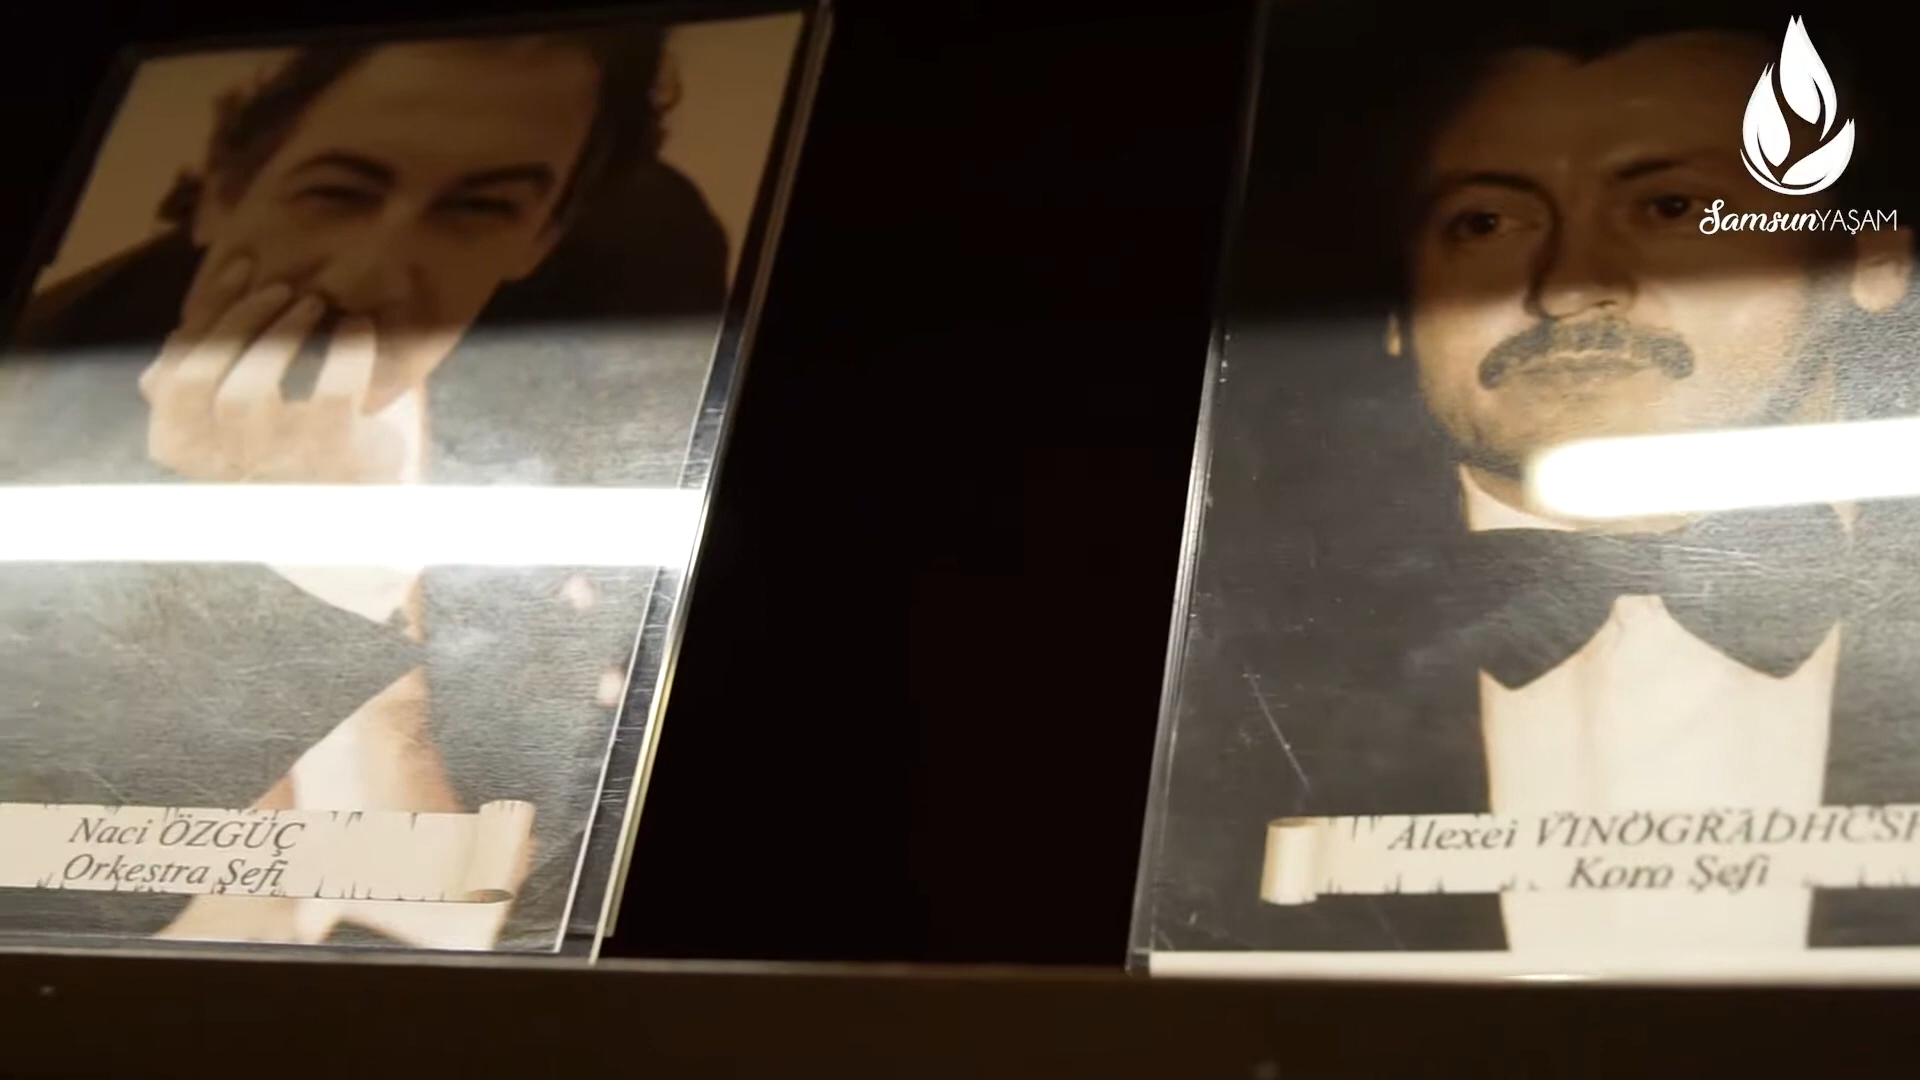 SamsunYAŞAM
Naci ÖZGÜÇ
Orkestra Şefi
Alexei VINOGRADHCSH
Koro Şefi